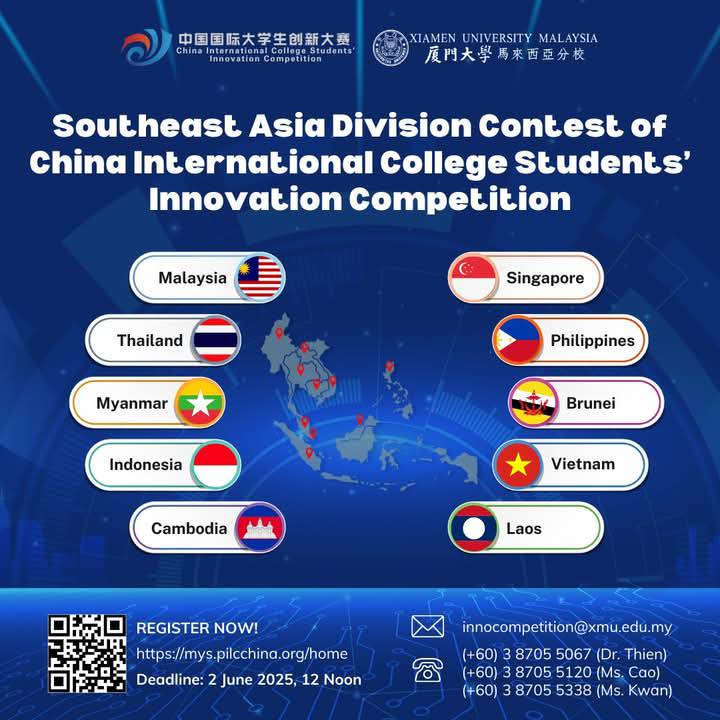 中国国际大学生创新大赛
China International College Students'
Innovation Competition
XIAMEN UNIVERSITY MALAYSIA
廈門大學 馬來西亞分校
Southeast Asia Division Contest of
China International College Students'
Innovation Competition
Malaysia
Singapore
Thailand
Philippines
Myanmar
Brunei
Indonesia
Vietnam
Cambodia
Laos
REGISTER NOW!
https://mys.pilcchina.org/home
Deadline: 2 June 2025, 12 Noon
innocompetition@xmu.edu.my
(+60) 3 8705 5067 (Dr. Thien)
(+60) 3 8705 5120 (Ms. Cao)
(+60) 3 8705 5338 (Ms. Kwan)